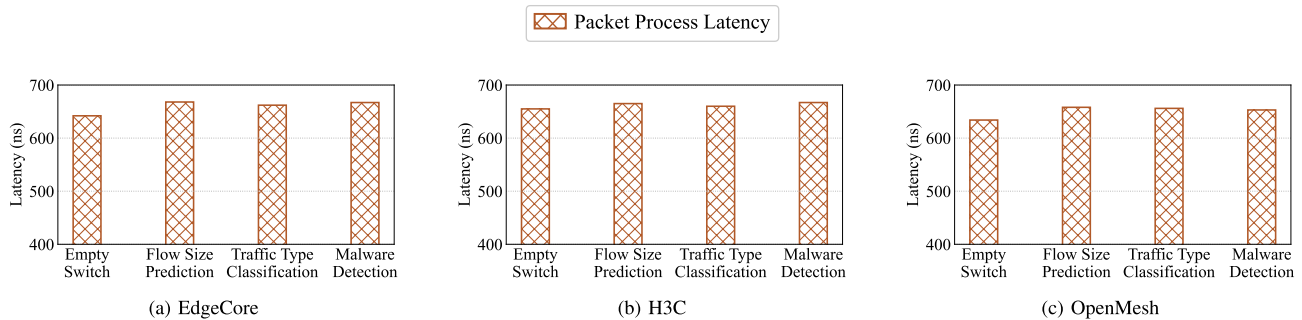 Packet Process Latency
700
600
500
400
Latency (ns)
Empty Switch
Flow Size Prediction
Traffic Type Classification
Malware Detection
(a) EdgeCore
700
600
500
400
Latency (ns)
Empty Switch
Flow Size Prediction
Traffic Type Classification
Malware Detection
(b) H3C
700
600
500
400
Latency (ns)
Empty Switch
Flow Size Prediction
Traffic Type Classification
Malware Detection
(c) OpenMesh